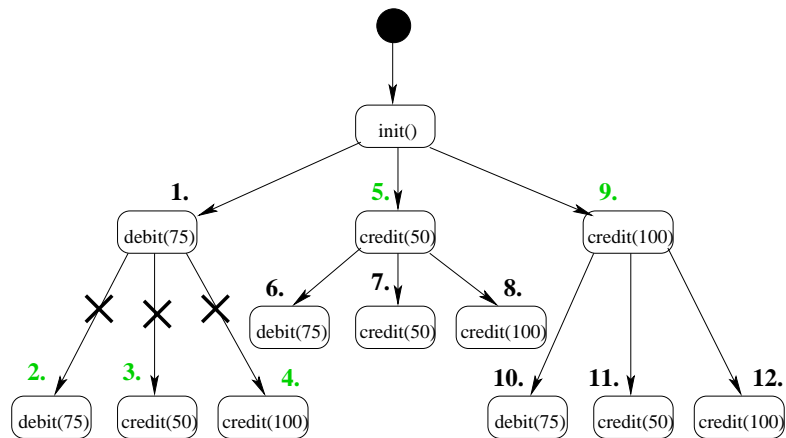 init()
1.
5.
9.
debit(75)
credit(50)
credit(100)
6.
7.
8.
debit(75)
credit(50)
credit(100)
2.
3.
4.
10.
11.
12.
debit(75)
credit(50)
credit(100)
debit(75)
credit(50)
credit(100)